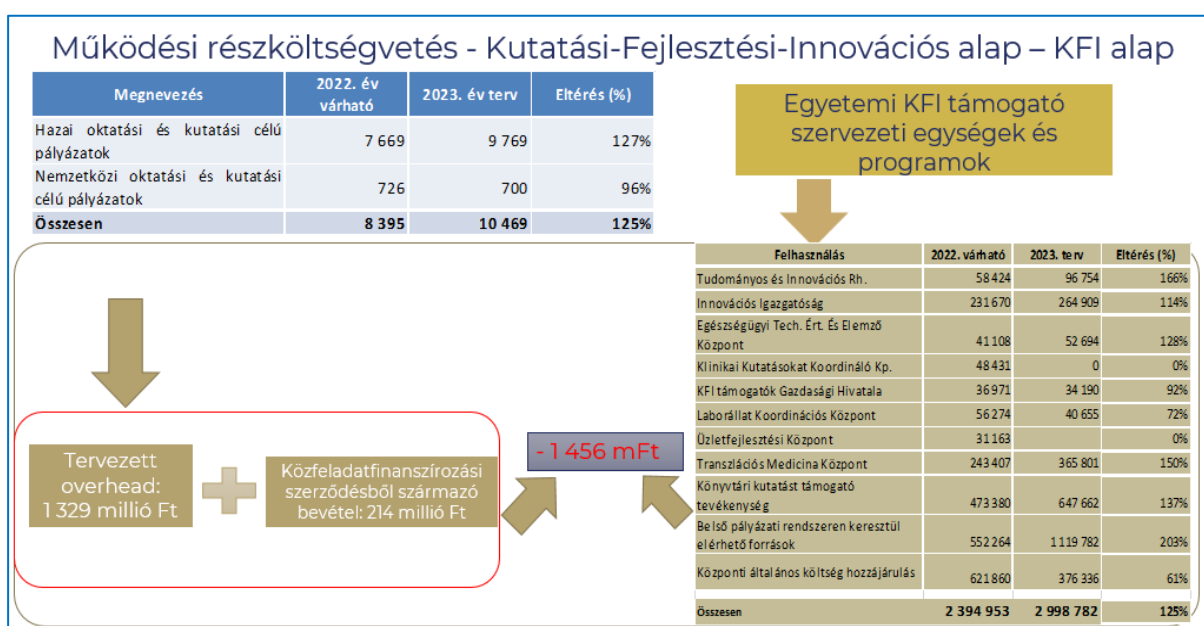 Működési részköltségvetés - Kutatási-Fejlesztési-Innovációs alap – KFI alap
Megnevezés 2022. év várható 2023. év terv Eltérés (%)
Hazai oktatási és kutatási célú pályázatok 7 669 9 769 127%
Nemzetközi oktatási és kutatási célú pályázatok 726 700 96%
Összesen 8 395 10 469 125%
Egyetemi KFI támogató
szervezeti egységek és
programok
Felhasználás 2022. várható 2023. terv Eltérés (%)
Tudományos és Innovációs Rh. 58 424 96 754 166%
Innovációs Igazgatóság 231 670 264 909 114%
Egészségügyi Tech. Ért. És Elemző Központ 41 108 52 694 128%
Klinikai Kutatásokat Koordináló Kp. 48 431 0 0%
KFI támogatók Gazdasági Hivatala 36 971 34 190 92%
Laborállat Koordinációs Központ 56 274 40 655 72%
Üzletfejlesztési Központ 31 163 0%
Transzlációs Medicina Központ 243 407 365 801 150%
Könyvtári kutatást támogató tevékenység 473 380 647 662 137%
Belső pályázati rendszeren keresztül elérhető források 552 264 1 119 782 203%
Központi általános költség hozzájárulás 621 860 376 336 61%
Összesen 2 394 953 2 998 782 125%
Tervezett
overhead:
1 329 millió Ft
Közfeladatfinanszírozási
szerződésből származó
bevétel: 214 millió Ft
- 1 456 mFt